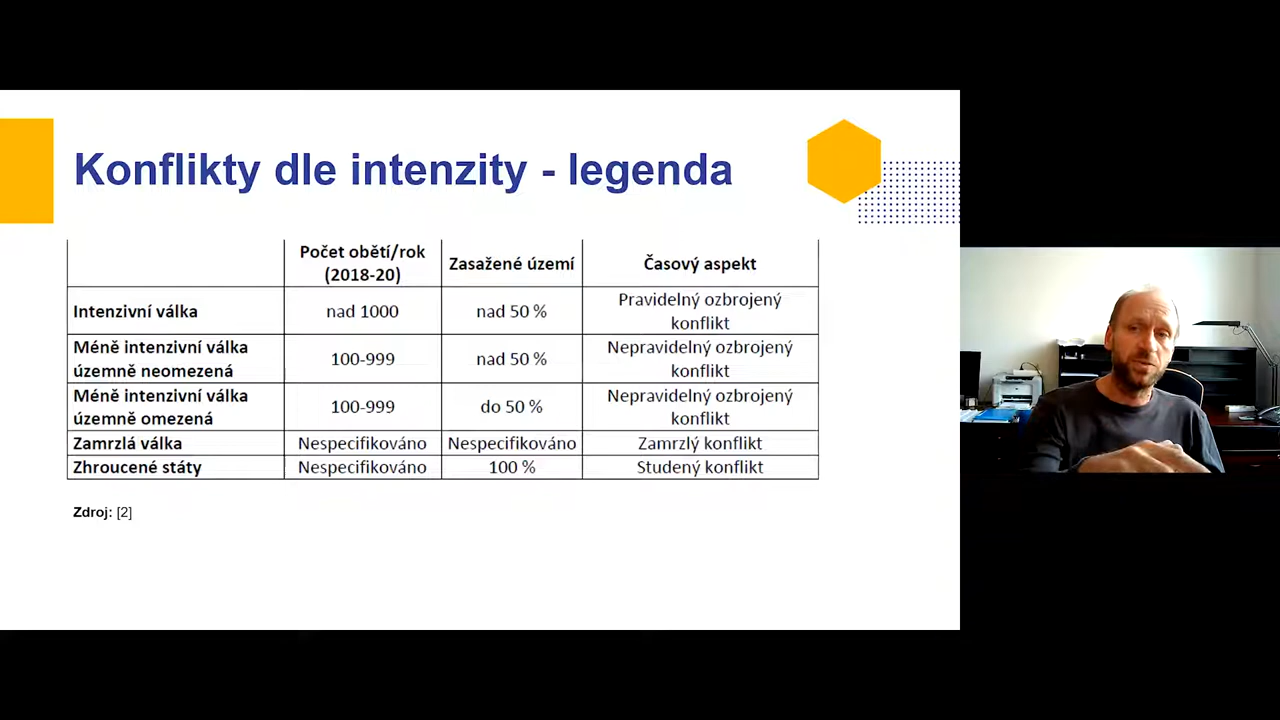 Konflikty dle intenzity - legenda
Počet obětí/rok
(2018-20)
Zasažené území
Časový aspekt
Intenzivní válka
nad 1000
nad 50 %
Pravidelný ozbrojený
konflikt
Méně intenzivní válka
územně neomezená
100-999
nad 50 %
Nepravidelný ozbrojený
konflikt
Méně intenzivní válka
územně omezená
100-999
do 50 %
Nepravidelný ozbrojený
konflikt
Zamrzlá válka
Nespecifikováno
Nespecifikováno
Zamrzlý konflikt
Zhroucené státy
Nespecifikováno
100 %
Studený konflikt
Zdroj: [2]